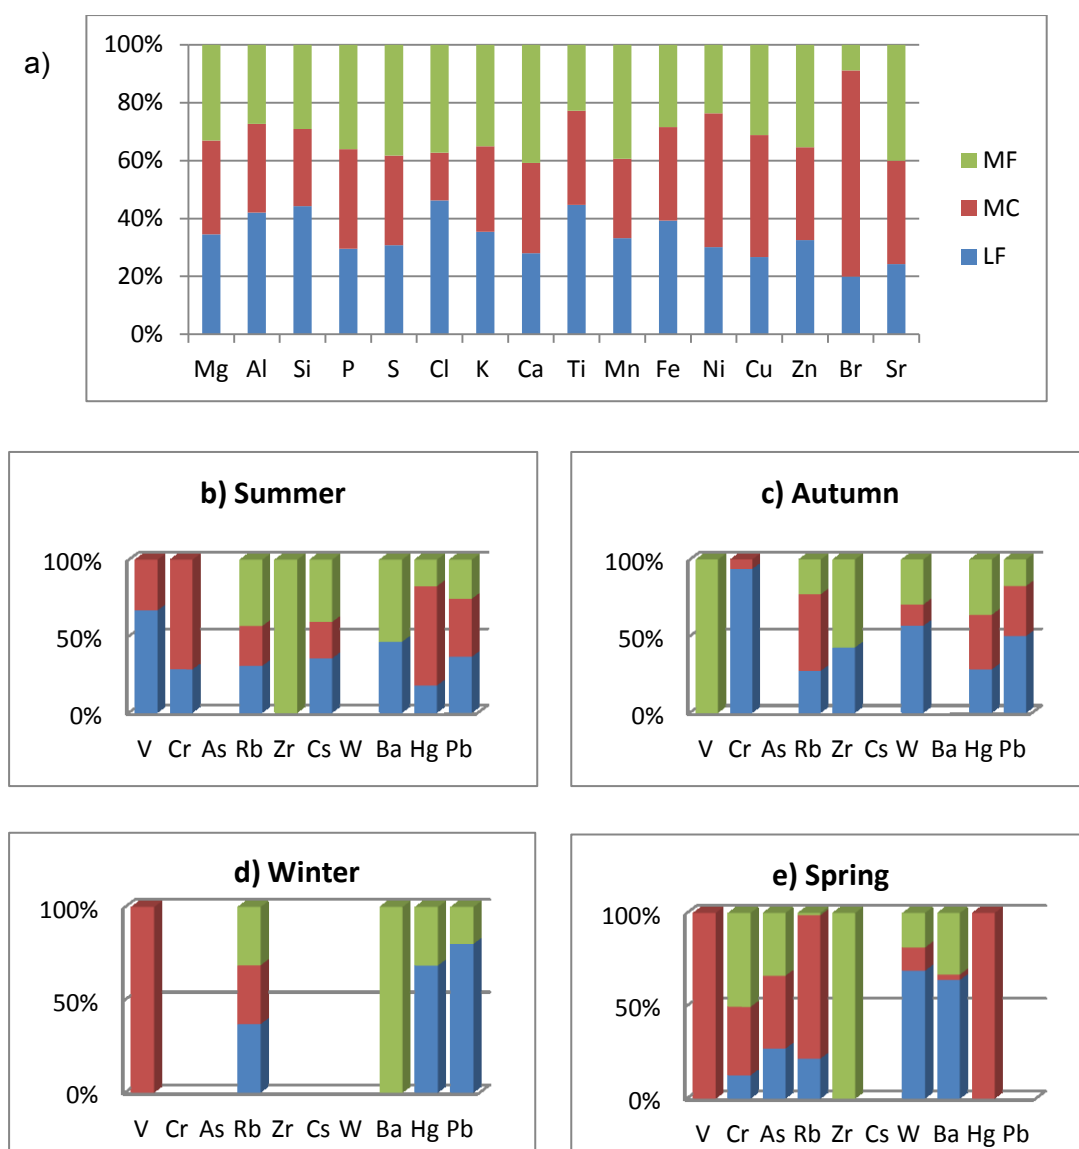 a)
100%
80%
60%
40%
20%
0%
Mg Al Si P S Cl K Ca Ti Mn Fe Ni Cu Zn Br Sr
MF
MC
LF
b) Summer
100%
50%
0%
V Cr As Rb Zr Cs W Ba Hg Pb
c) Autumn
100%
50%
0%
V Cr As Rb Zr Cs W Ba Hg Pb
d) Winter
100%
50%
0%
V Cr As Rb Zr Cs W Ba Hg Pb
e) Spring
100%
50%
0%
V Cr As Rb Zr Cs W Ba Hg Pb